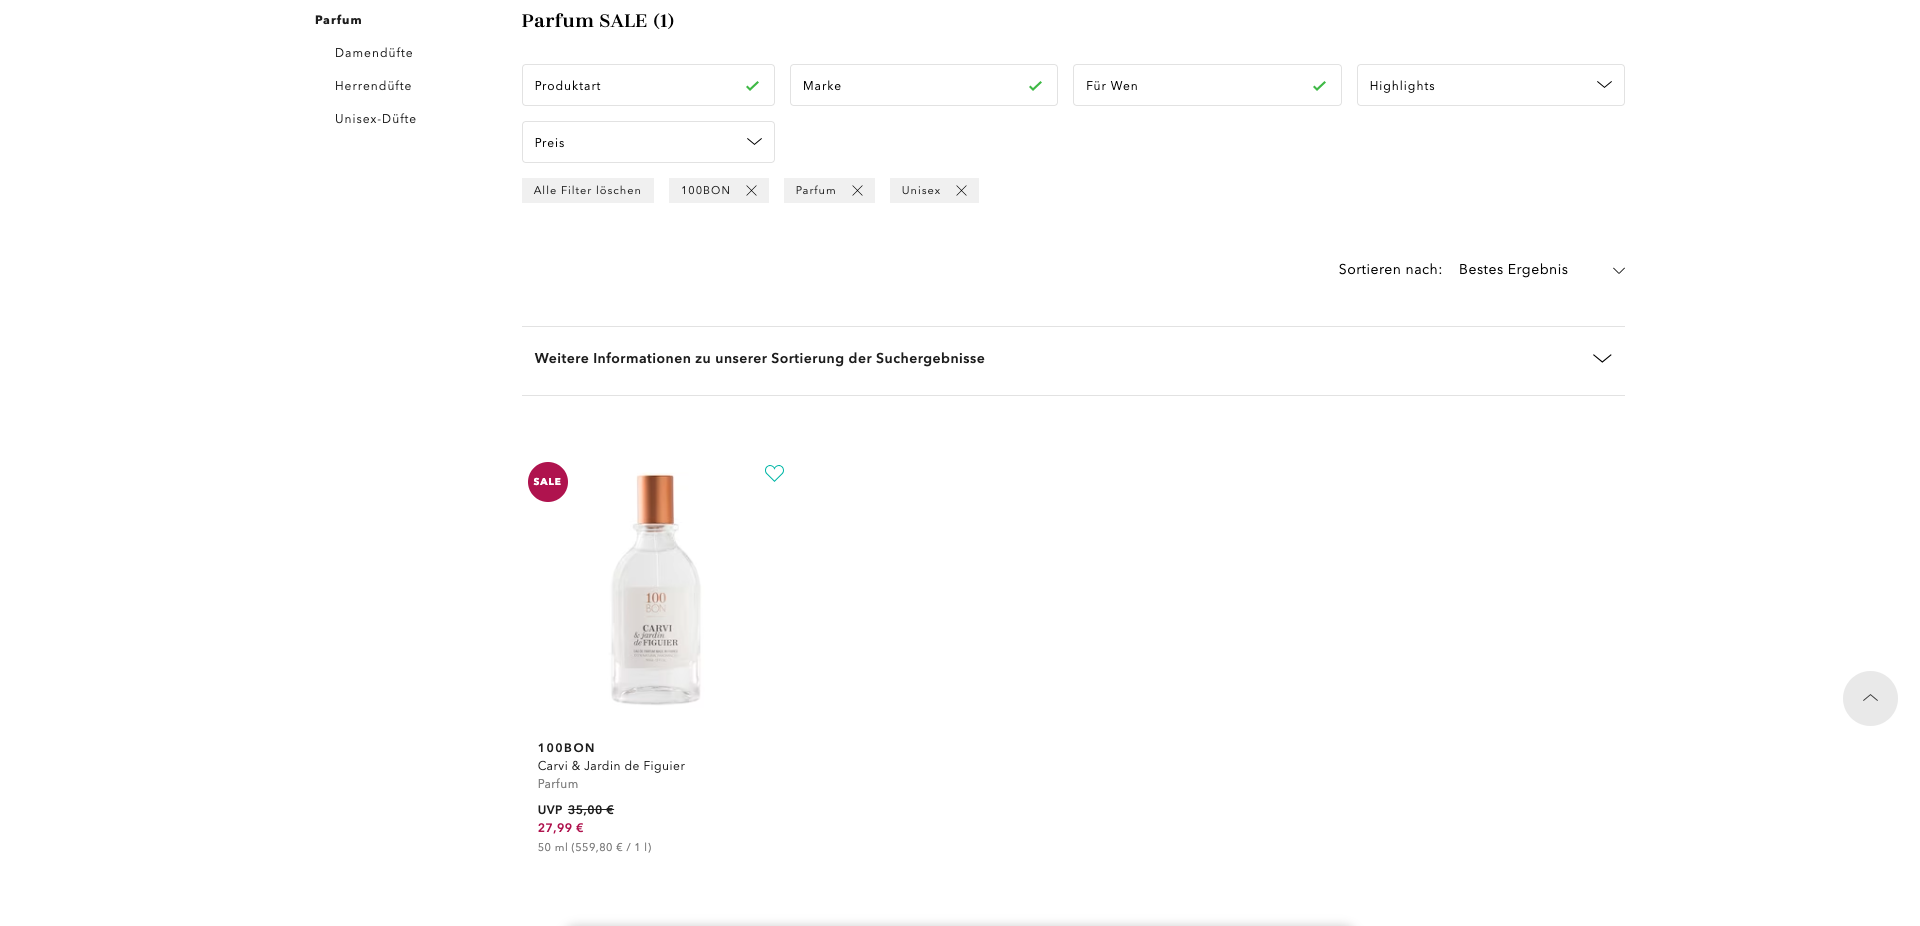 Parfum
Damendüfte
Herrendüfte
Unisex-Düfte
Parfum SALE (1)
Produktart
Marke
Für Wen
Highlights
Preis
Alle Filter löschen
100BON
Parfum
Unisex
Sortieren nach: Bestes Ergebnis
Weitere Informationen zu unserer Sortierung der Suchergebnisse
SALE
100
BON
CARVI
& jardin
de FIGUIER
100BON
Carvi & Jardin de Figuier
Parfum
UVP 35,00 €
27,99 €
50 ml (559,80 € / 1 l)